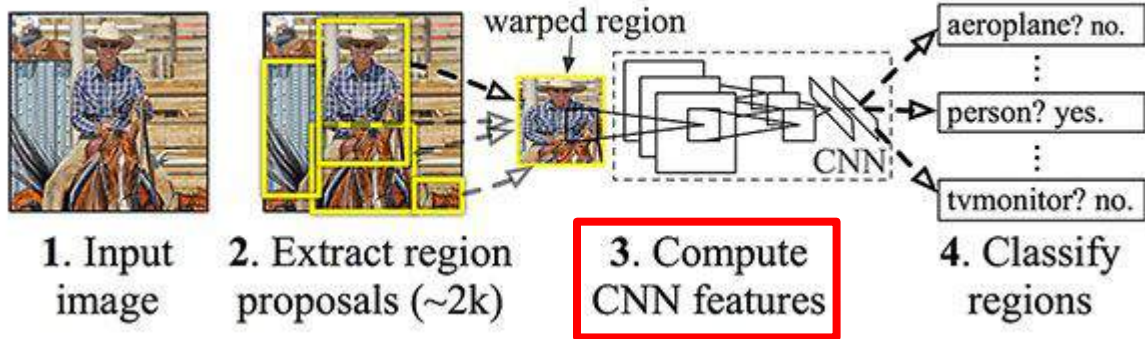 warped region
aeroplane? no.
person? yes.
CNN
tvmonitor? no.
1. Input
image
2. Extract region
proposals (~2k)
3. Compute
CNN features
4. Classify
regions